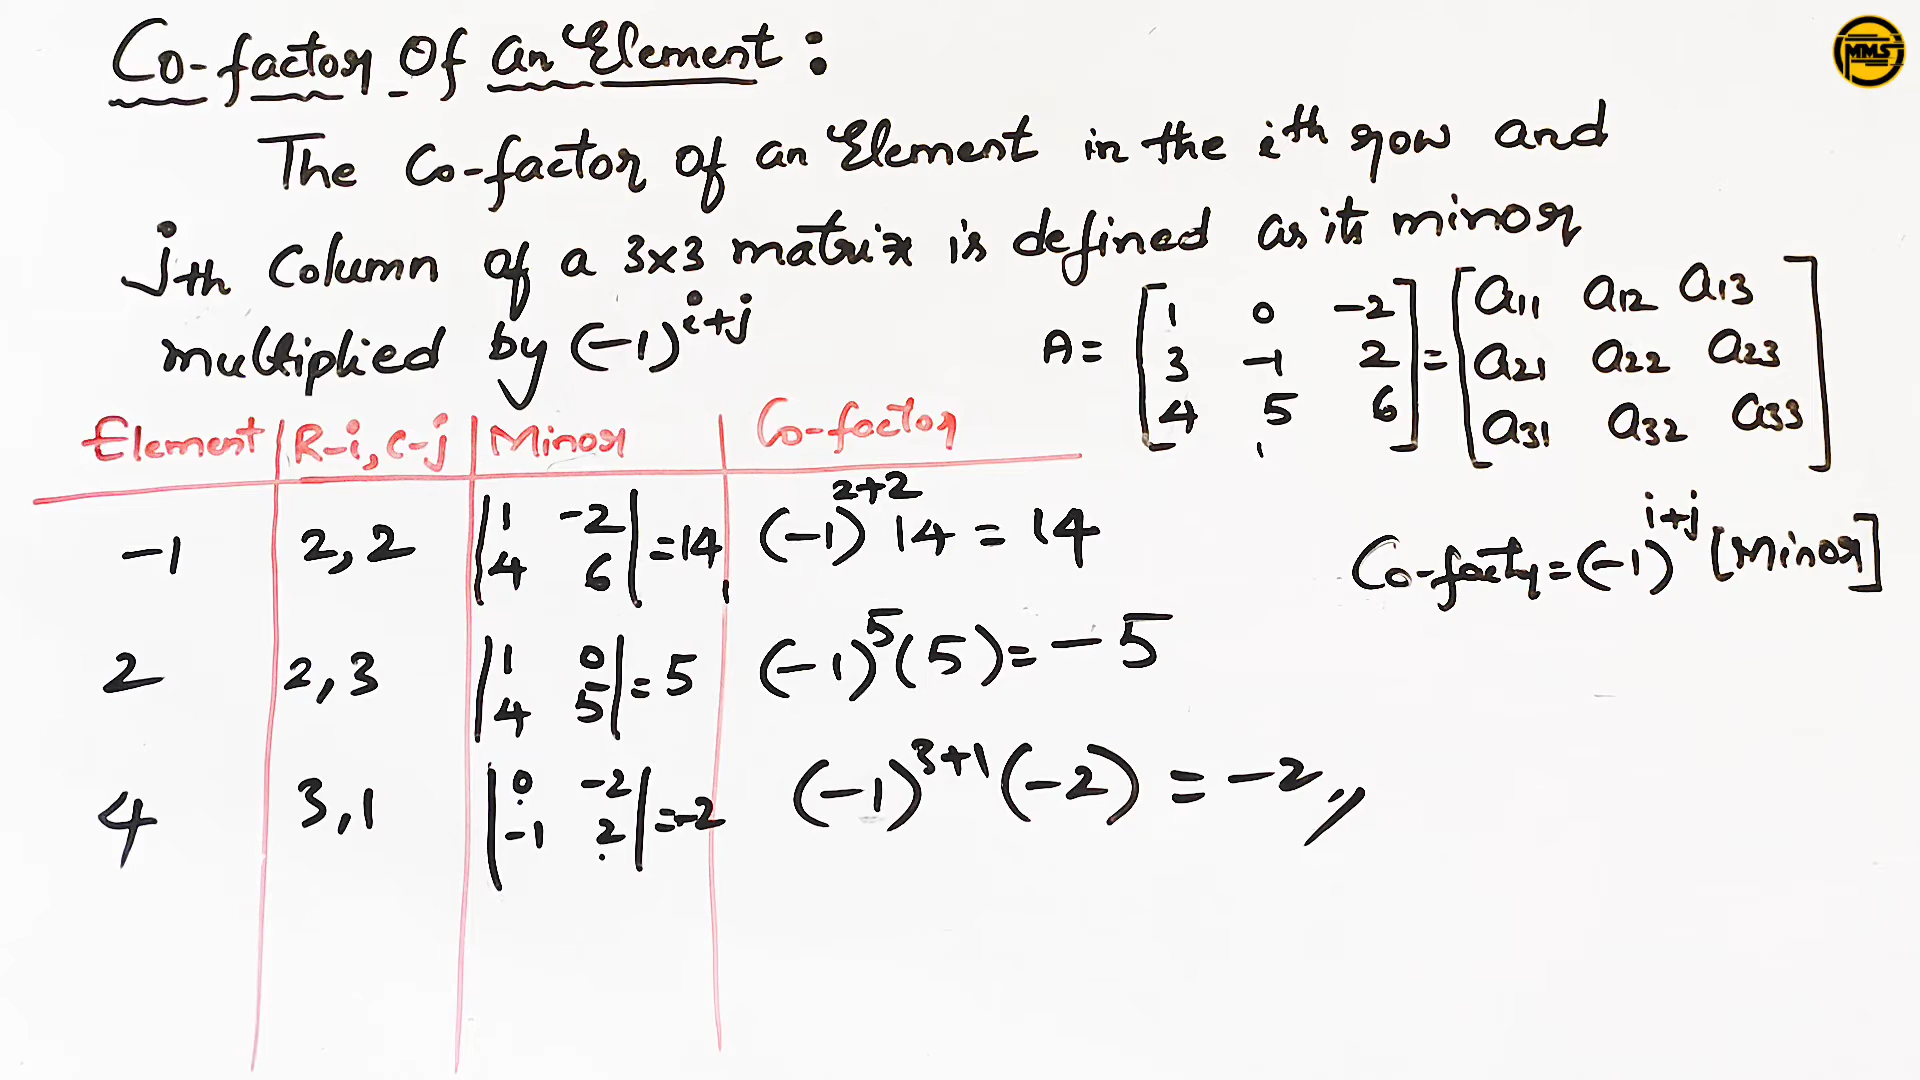 Co-factor Of an Element :
The Co-factor of an Element in the ith row and
jth Column of a 3x3 matrix is defined as its minor
multiplied by (-1)^i+j
A = [1 0 -2
3 -1 2
4 5 6] = [a11 a12 a13
a21 a22 a23
a31 a32 a33]
Element | R-i, c-j | Minor | Co-factor
-1 2,2 |1 -2
4 6| =14 (-1)^2+2 14 = 14
Co-factor = (-1)^i+j [Minor]
2 2,3 |1 0
4 5| = 5 (-1)^5 (5) = -5
4 3,1 |0 -2
-1 2| = -2 (-1)^3+1 (-2) = -2
MMS